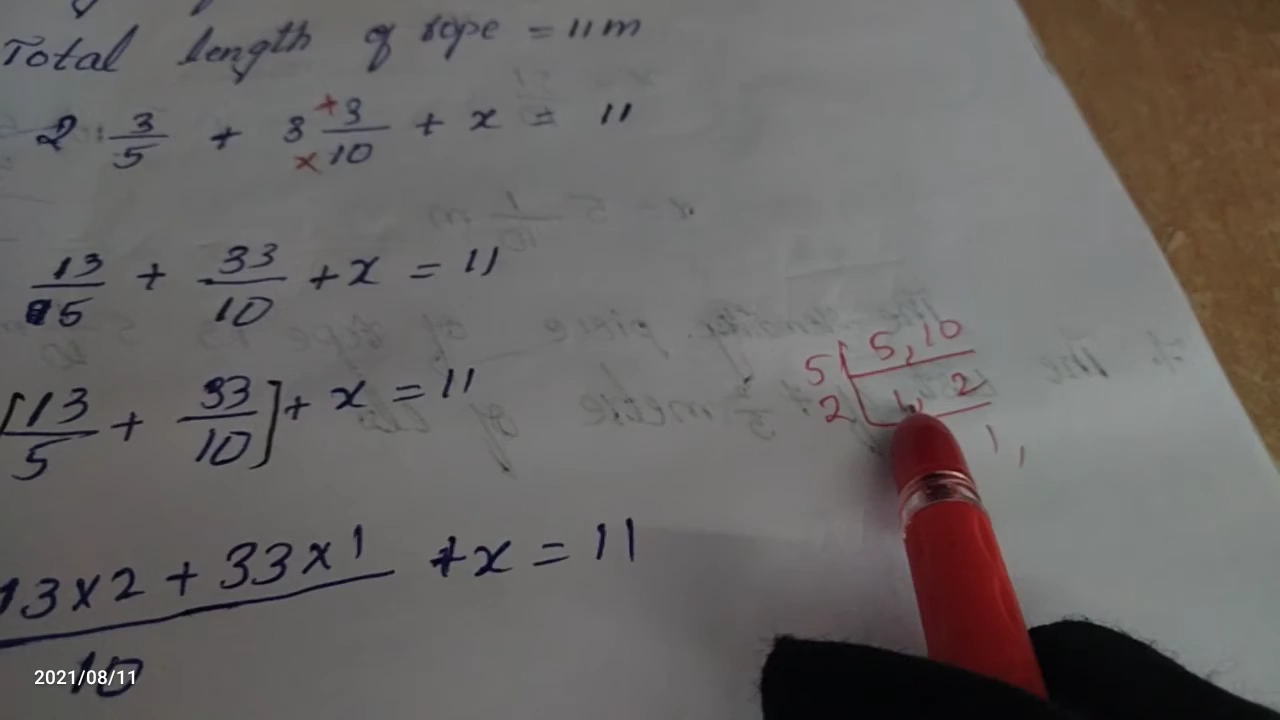 Total length of rope = 11m
2 3/5 + 3 3/10 + x = 11
+
×
13/5 + 33/10 + x = 11
[13/5 + 33/10] + x = 11
5 | 5, 10
2 | 1, 2
1,
13×2 + 33×1 / 10 + x = 11
2021/08/11